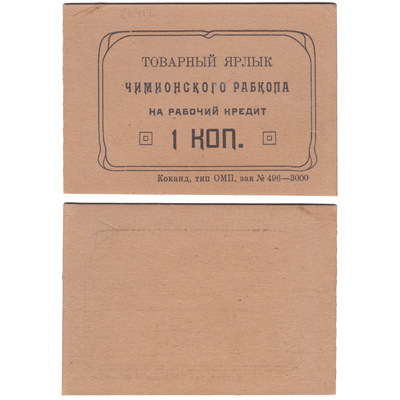 ТОВАРНЫЙ ЯРЛЫК
ЧИМИОНСКОГО РАБКОПА
НА РАБОЧИЙ КРЕДИТ
1 КОП.
Коканд, тип ОМП, зак № 496—3000